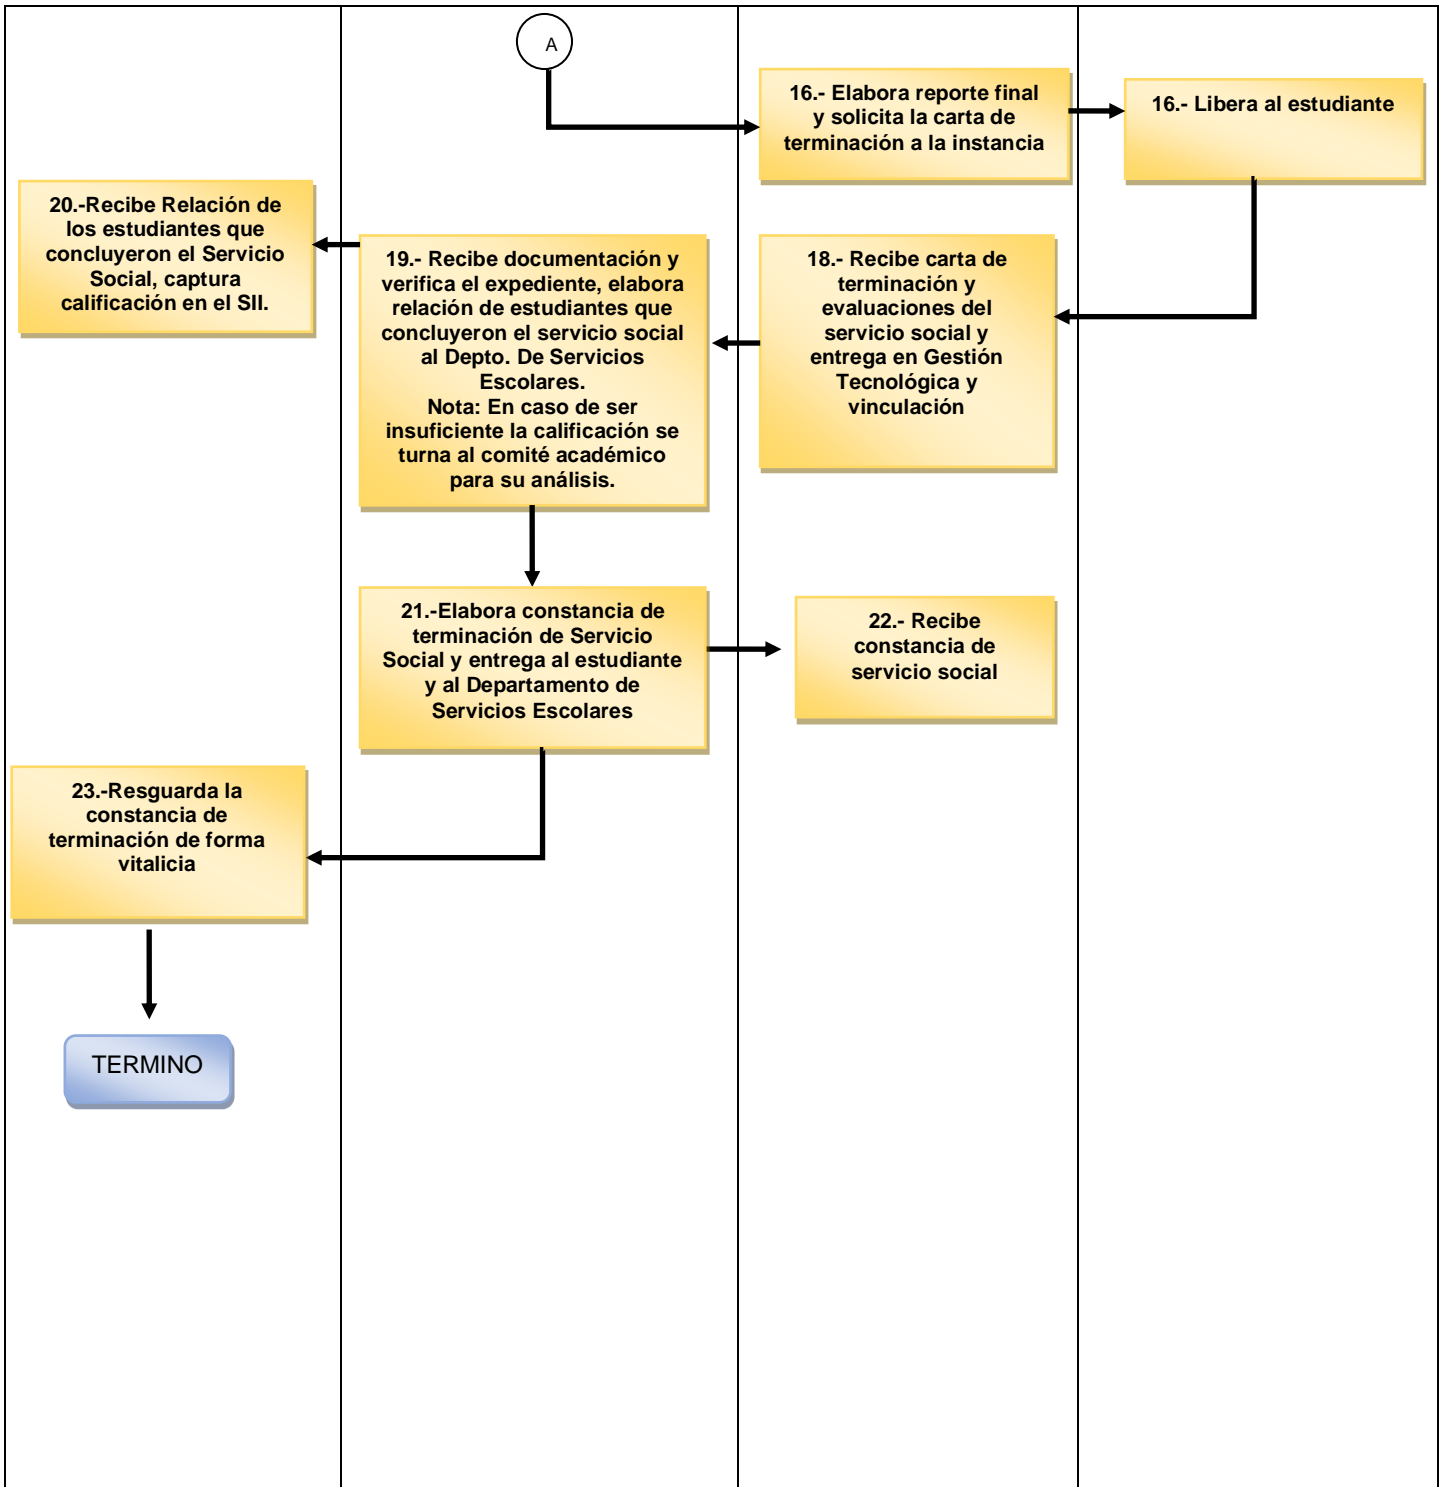 A
16.- Elabora reporte final
y solicita la carta de
terminación a la instancia
16.- Libera al estudiante
20.-Recibe Relación de
los estudiantes que
concluyeron el Servicio
Social, captura
calificación en el SII.
19.- Recibe documentación y
verifica el expediente, elabora
relación de estudiantes que
concluyeron el servicio social
al Depto. De Servicios
Escolares.
Nota: En caso de ser
insuficiente la calificación se
turna al comité académico
para su análisis.
18.- Recibe carta de
terminación y
evaluaciones del
servicio social y
entrega en Gestión
Tecnológica y
vinculación
21.-Elabora constancia de
terminación de Servicio
Social y entrega al estudiante
y al Departamento de
Servicios Escolares
22.- Recibe
constancia de
servicio social
23.-Resguarda la
constancia de
terminación de forma
vitalicia
TERMINO